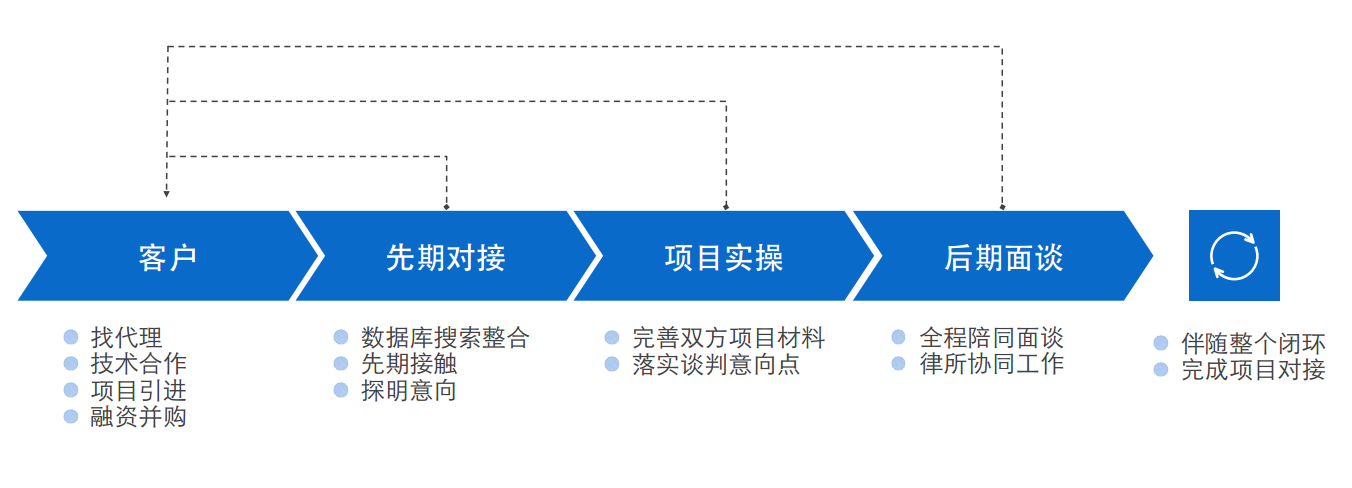 客户
先期对接
项目实操
后期面谈
找代理
技术合作
项目引进
融资并购
数据库搜索整合
先期接触
探明意向
完善双方项目材料
落实谈判意向点
全程陪同面谈
律所协同工作
伴随整个闭环
完成项目对接